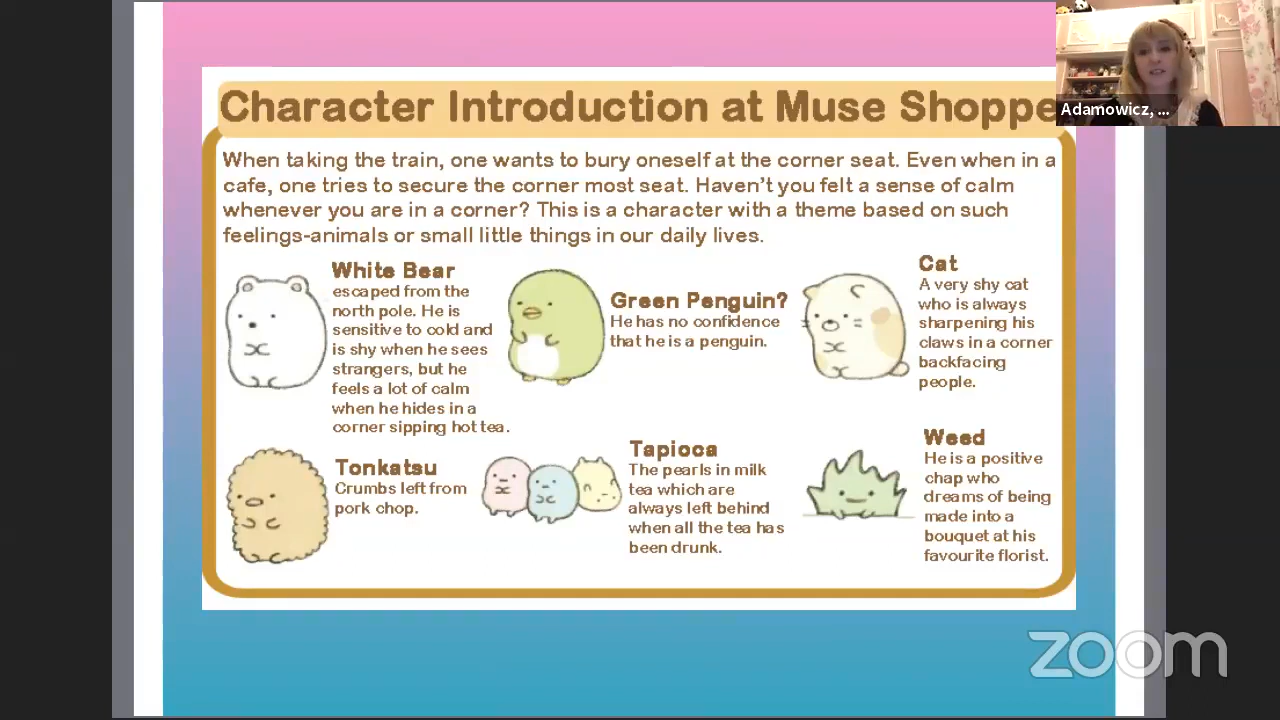 Character Introduction at Muse Shoppe
Adamowicz, ...
When taking the train, one wants to bury oneself at the corner seat. Even when in a
cafe, one tries to secure the corner most seat. Haven't you felt a sense of calm
whenever you are in a corner? This is a character with a theme based on such
feelings-animals or small little things in our daily lives.
White Bear
escaped from the
north pole. He is
sensitive to cold and
is shy when he sees
strangers, but he
feels a lot of calm
when he hides in a
corner sipping hot tea.
Green Penguin?
He has no confidence
that he is a penguin.
Cat
A very shy cat
who is always
sharpening his
claws in a corner
backfacing
people.
Tonkatsu
Crumbs left from
pork chop.
Tapioca
The pearls in milk
tea which are
always left behind
when all the tea has
been drunk.
Weed
He is a positive
chap who
dreams of being
made into a
bouquet at his
favourite florist.
zoom